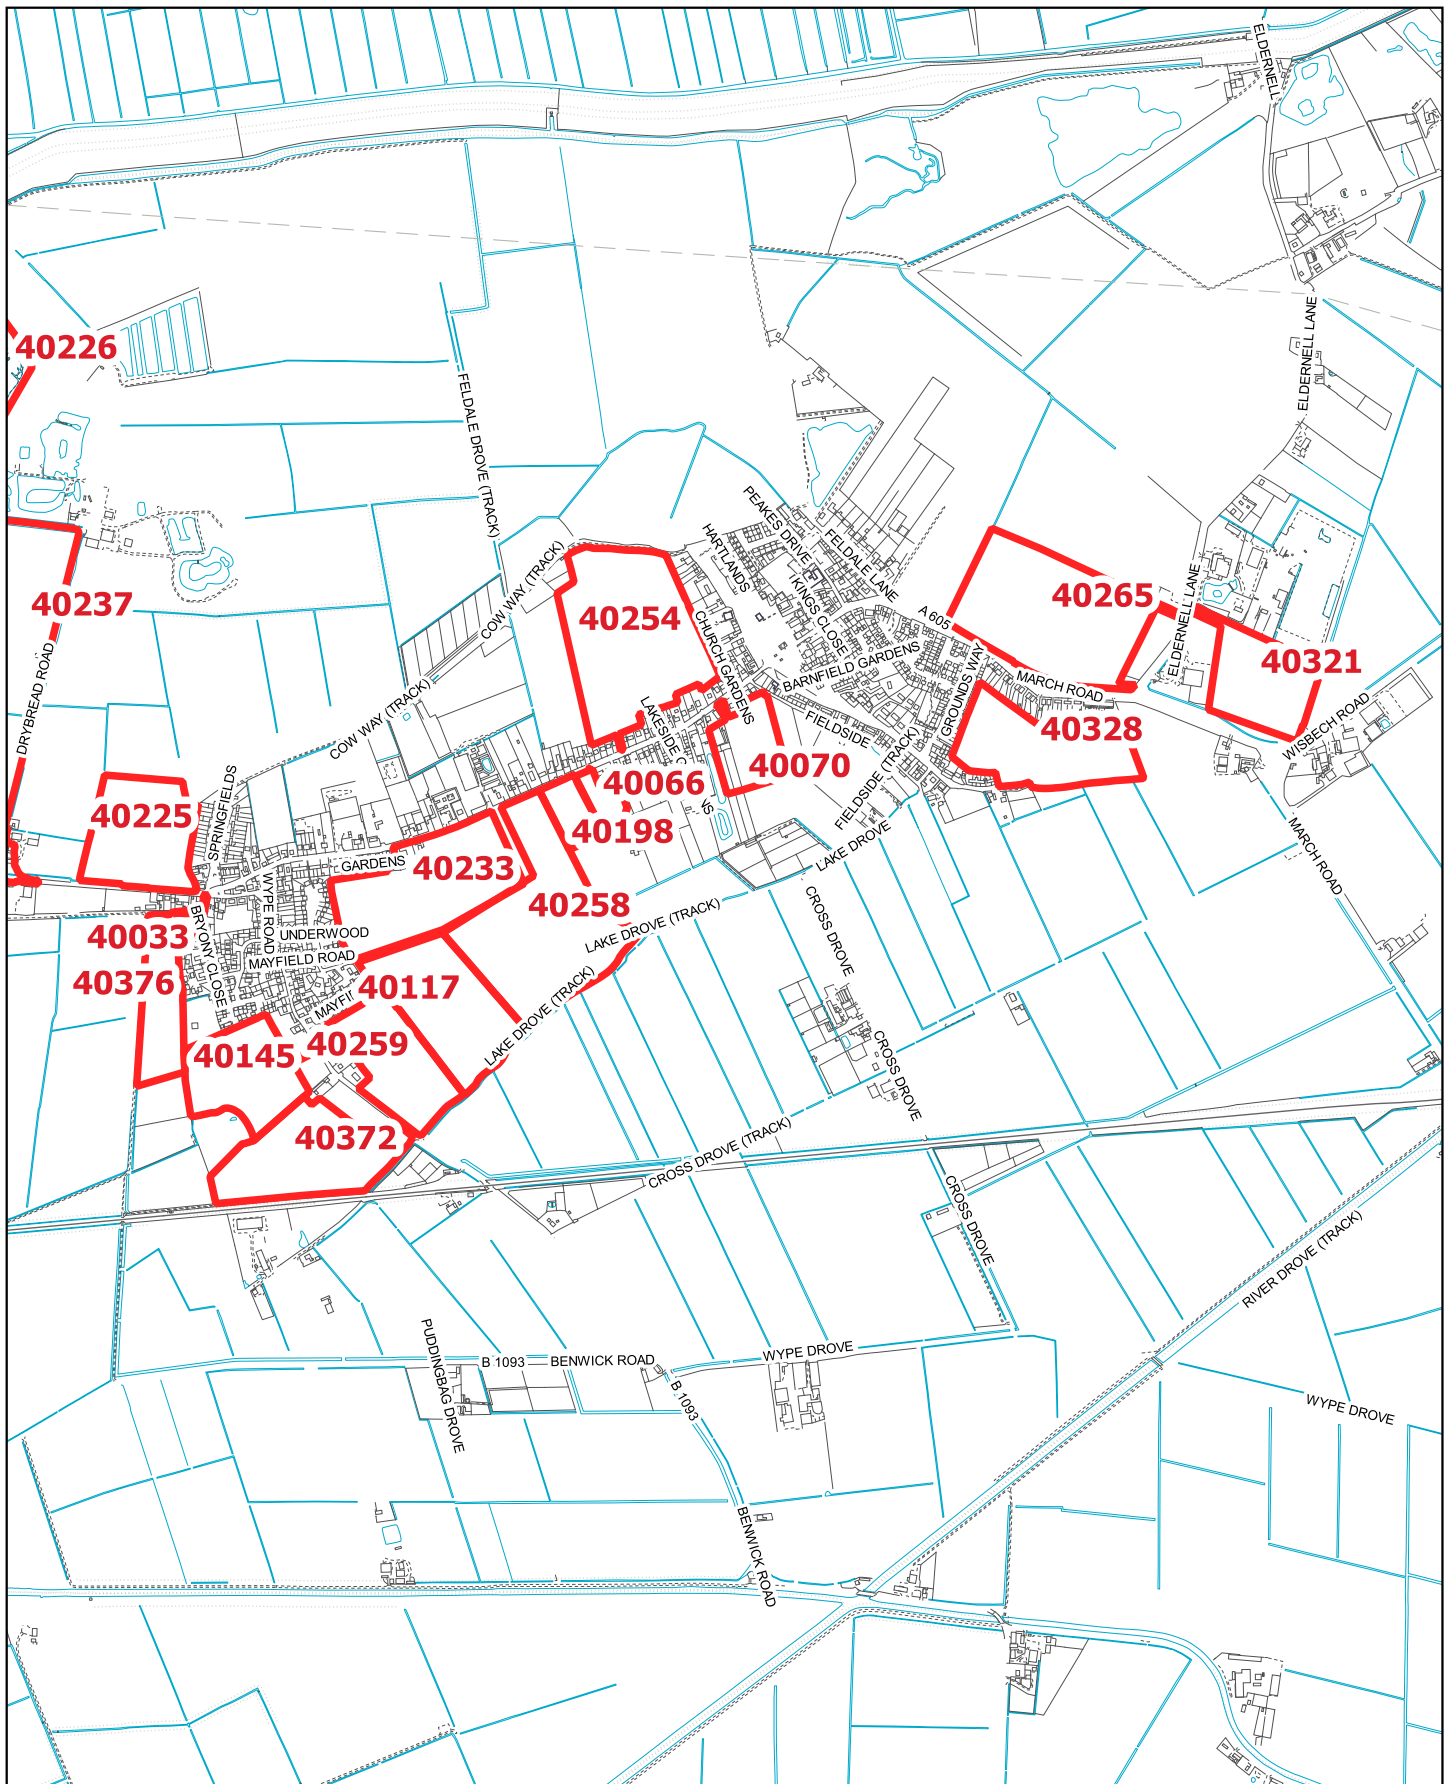 ELDERNELL
40226
ELDERNELL LANE
FELDALE DROVE (TRACK)
PEAKES DRIVE
HARTLANDS
FELDALE LANE
COW WAY (TRACK)
KINGS CLOSE
40237
40254
CHURCH GARDENS
A 605
40265
ELDERNELL LANE
BARNFIELD GARDENS
GROUNDS WAY
MARCH ROAD
40321
DRYBREAD ROAD
COW WAY (TRACK)
LAKESIDE G
NS
FIELDSIDE
40328
WISBECH ROAD
40070
40066
FIELDSIDE (TRACK)
40225
SPRINGFIELDS
40198
LAKE DROVE
MARCH ROAD
GARDENS
40233
WYPE ROAD
40258
CROSS DROVE
LAKE DROVE (TRACK)
40033
BRYONY CLOSE
UNDERWOOD
MAYFIELD ROAD
40376
40117
MAYFI
LAKE DROVE (TRACK)
40145
40259
CROSS DROVE
40372
CROSS DROVE (TRACK)
CROSS DROVE
RIVER DROVE (TRACK)
PUDDINGBAG DROVE
B 1093
BENWICK ROAD
WYPE DROVE
B 1093
WYPE DROVE
BENWICK ROAD